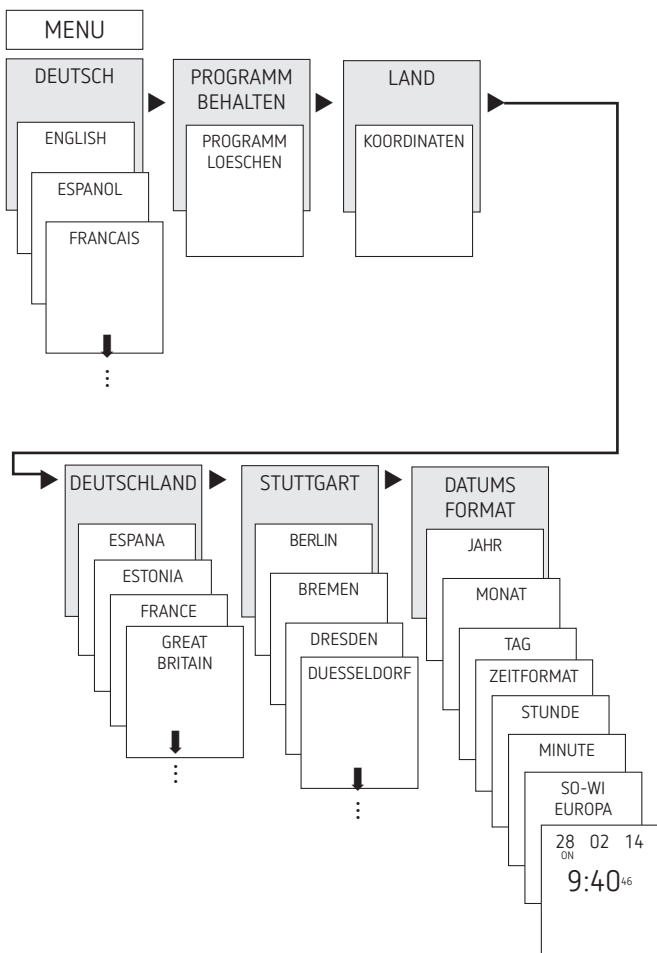 MENU
DEUTSCH
ENGLISH
ESPANOL
FRANCAIS
PROGRAMM
BEHALTEN
PROGRAMM
LOESCHEN
LAND
KOORDINATEN
DEUTSCHLAND
ESPANA
ESTONIA
FRANCE
GREAT
BRITAIN
STUTTGART
BERLIN
BREMEN
DRESDEN
DUESSELDORF
DATUMS
FORMAT
JAHR
MONAT
TAG
ZEITFORMAT
STUNDE
MINUTE
SO-WI
EUROPA
28 02 14
ON
9:40 46